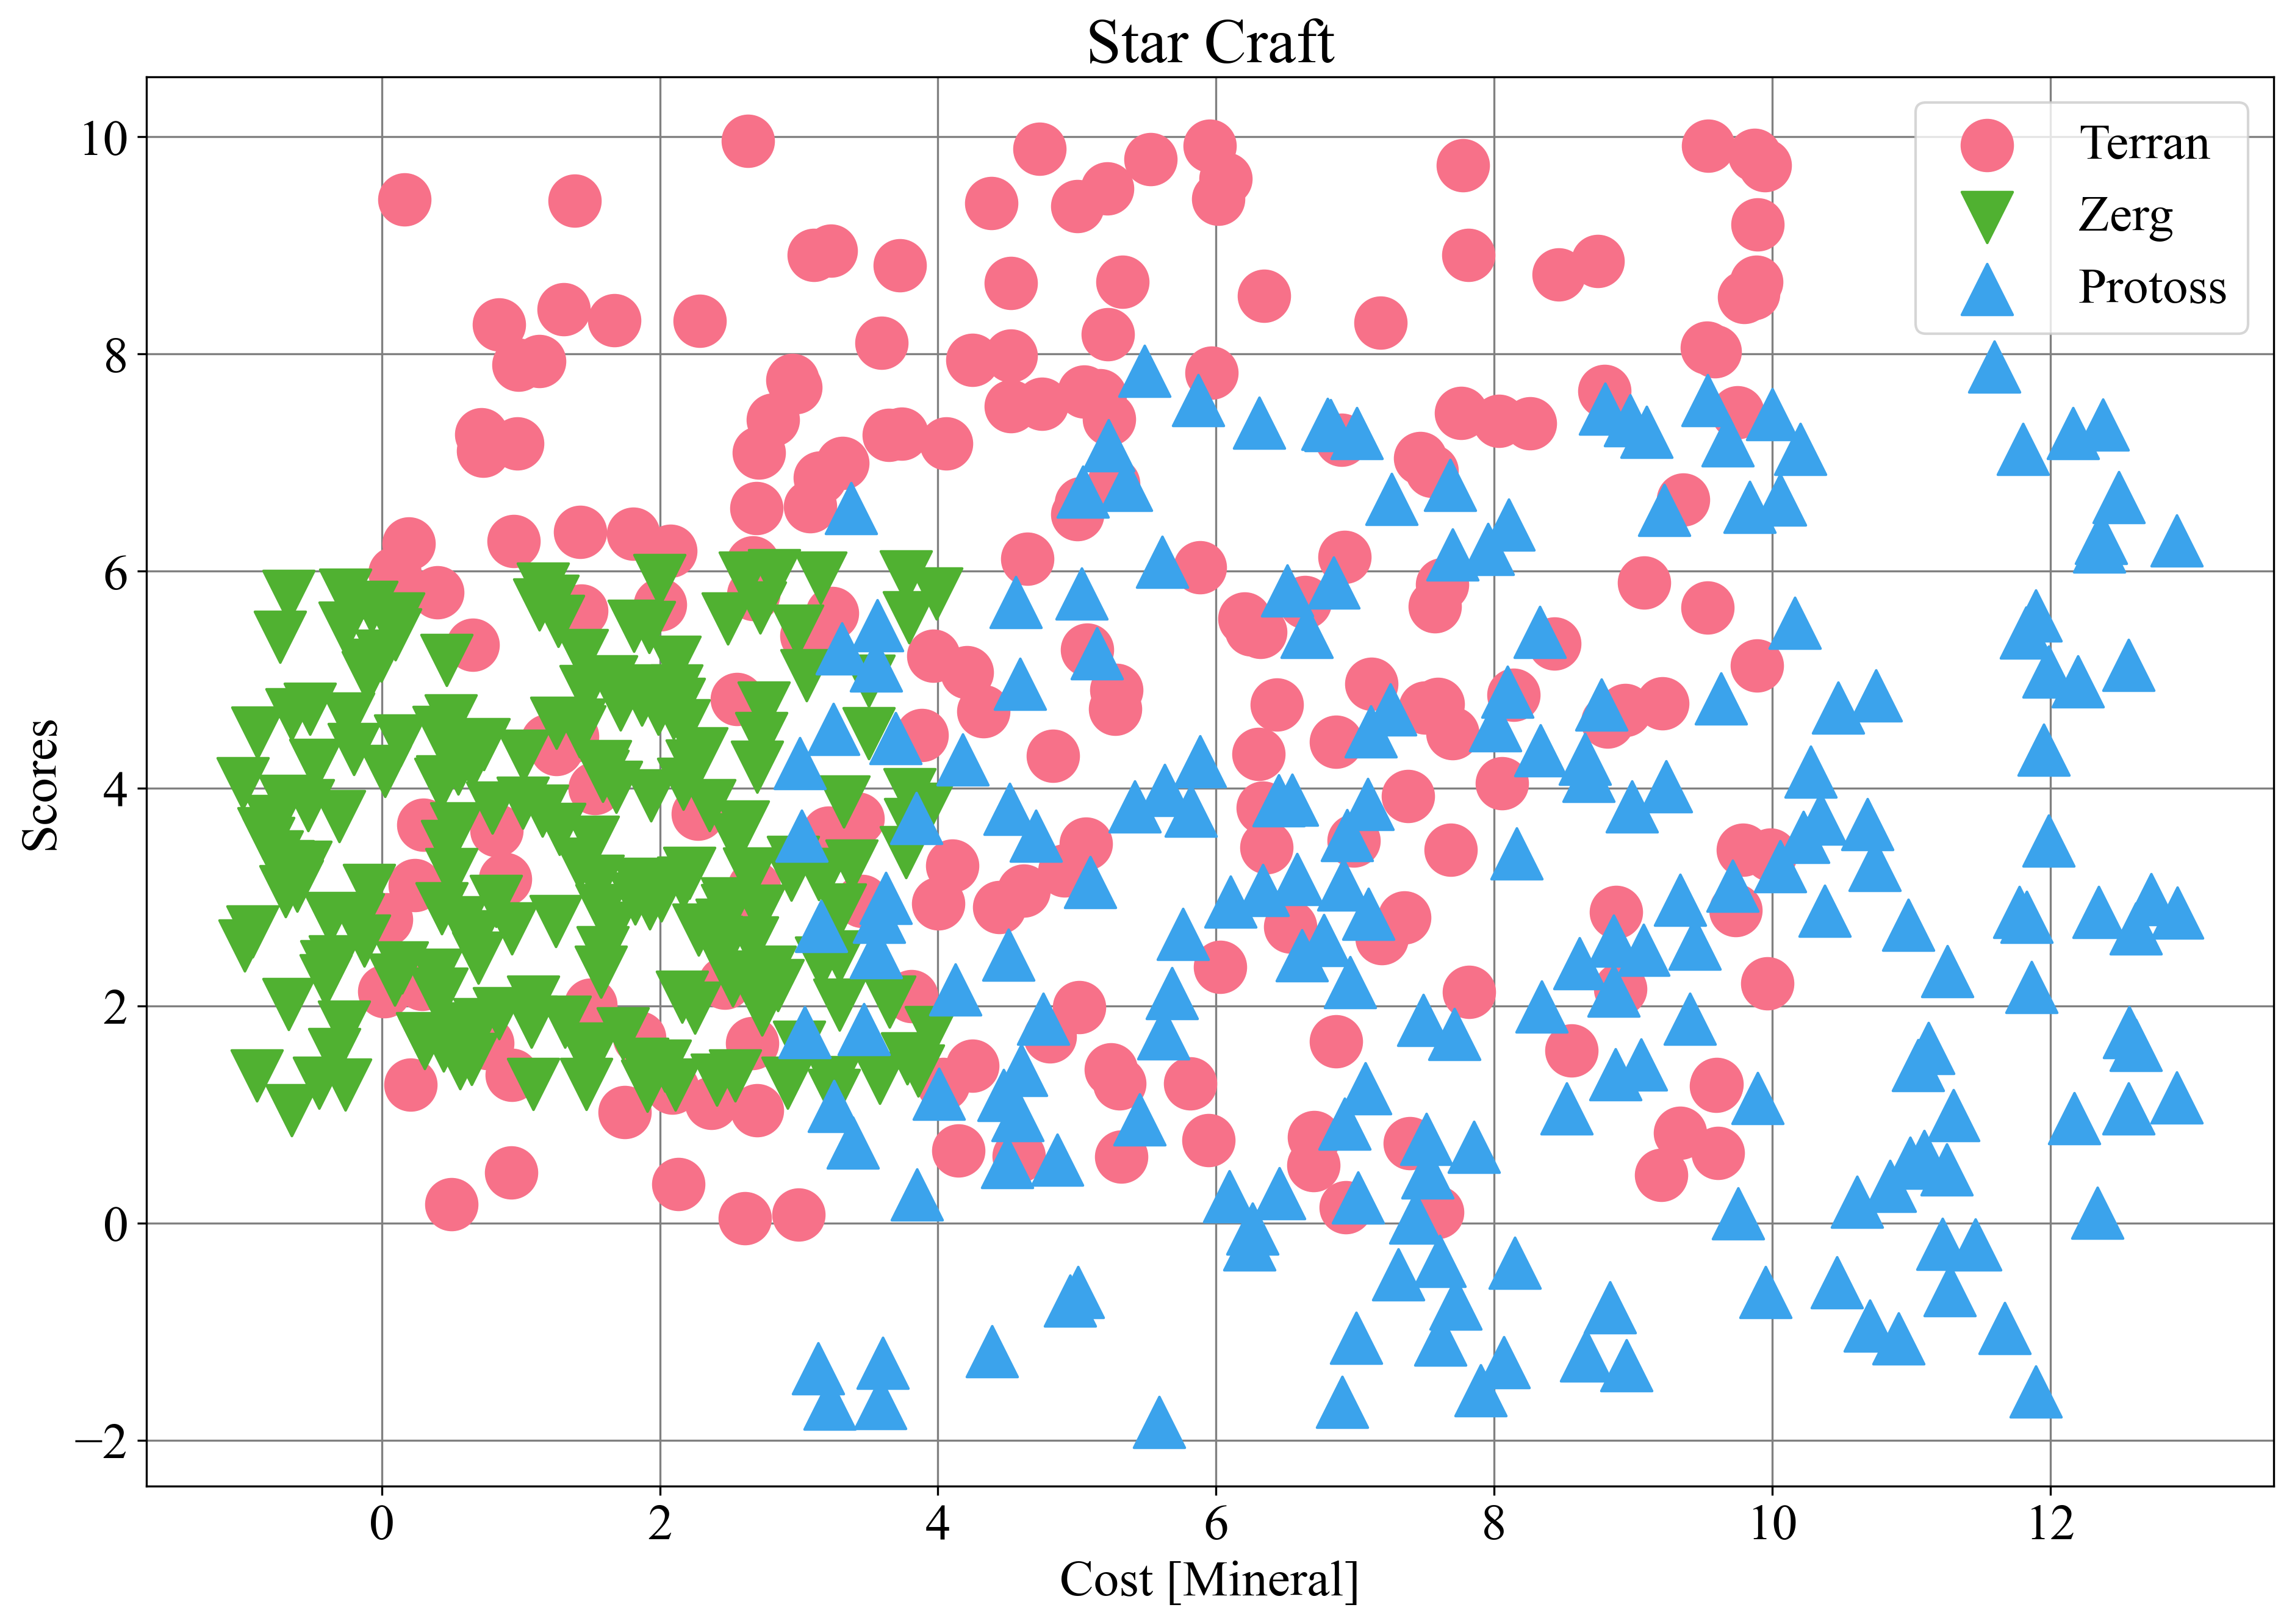 Star Craft
Terran
Zerg
Protoss
10
8
6
4
2
0
−2
Scores
0 2 4 6 8 10 12
Cost [Mineral]